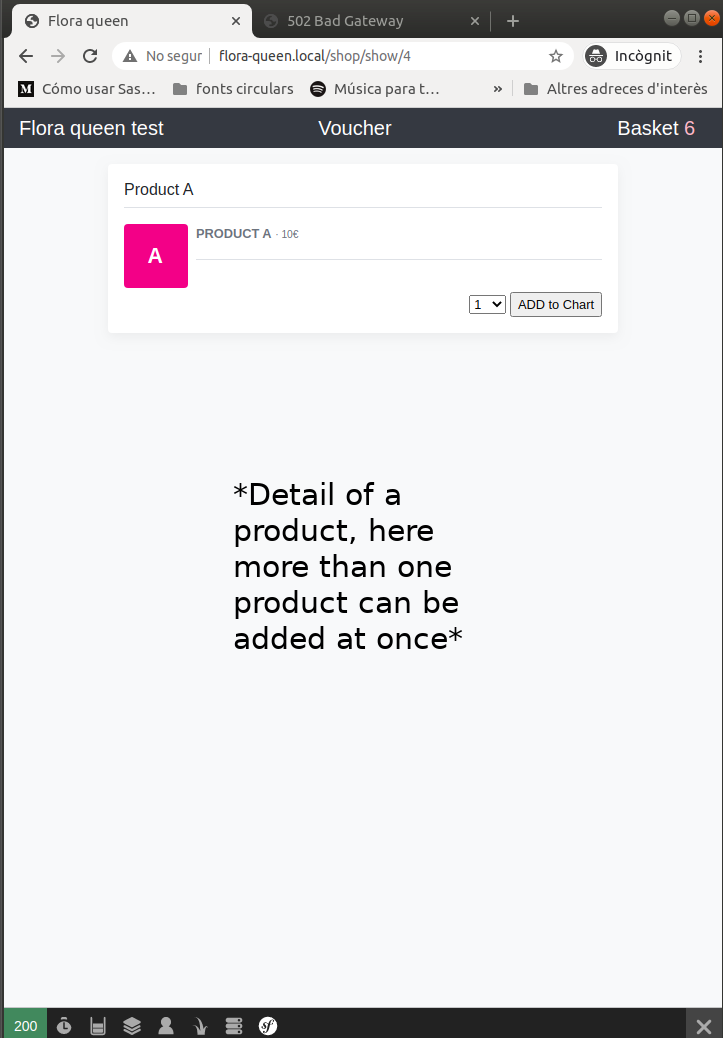 Flora queen
502 Bad Gateway
No segur
flora-queen.local/shop/show/4
Incògnit
M
Cómo usar Sas…
fonts circulars
Música para t…
»
Altres adreces d'interès
Flora queen test
Voucher
Basket 6
Product A
A
PRODUCT A · 10€
1
ADD to Chart
*Detail of a
product, here
more than one
product can be
added at once*
200
sf